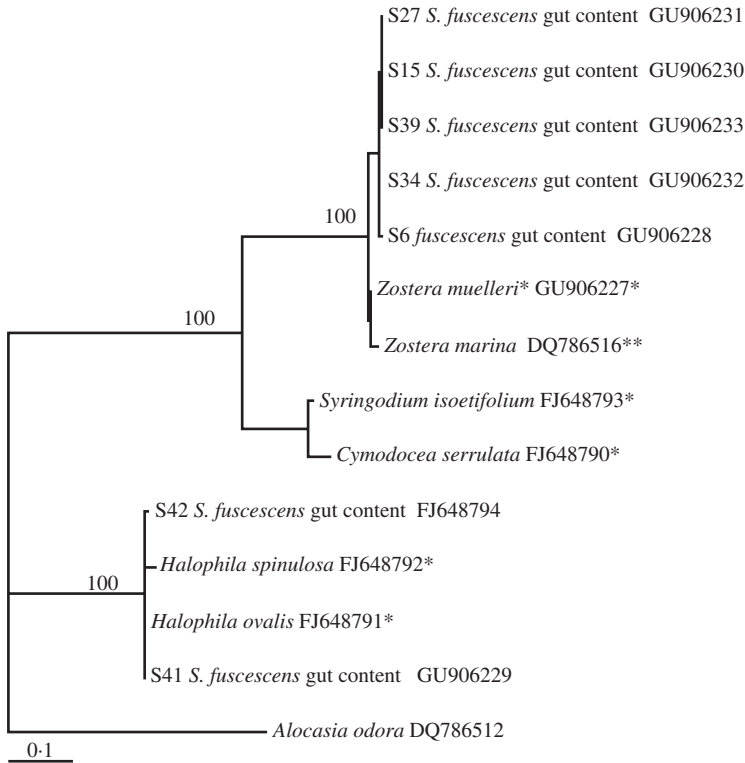 S27 S. fuscescens gut content GU906231
S15 S. fuscescens gut content GU906230
S39 S. fuscescens gut content GU906233
S34 S. fuscescens gut content GU906232
100
S6 fuscescens gut content GU906228
Zostera muelleri* GU906227*
100
Zostera marina DQ786516**
Syringodium isoetifolium FJ648793*
Cymodocea serrulata FJ648790*
S42 S. fuscescens gut content FJ648794
Halophila spinulosa FJ648792*
100
Halophila ovalis FJ648791*
S41 S. fuscescens gut content GU906229
Alocasia odora DQ786512
0·1